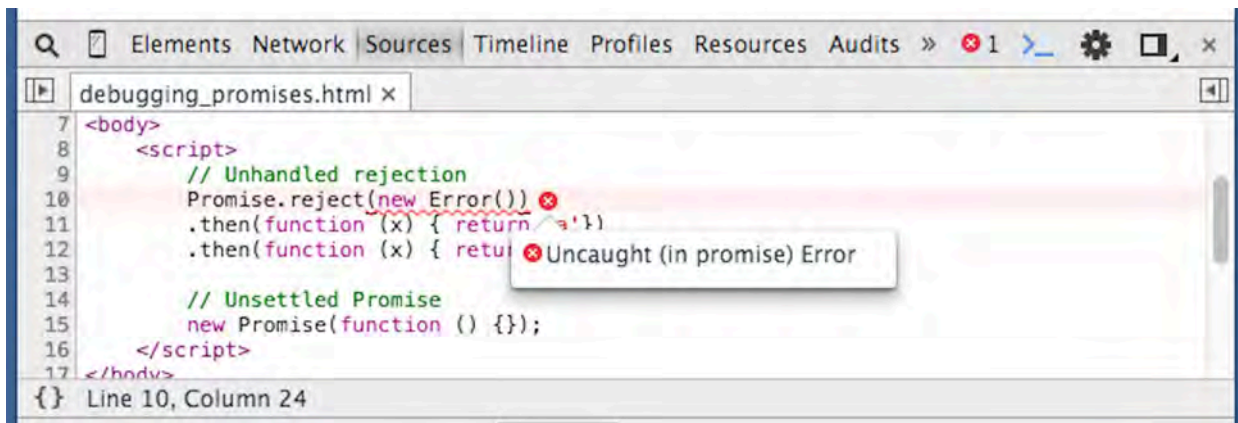 Elements Network Sources Timeline Profiles Resources Audits » 1 >_ ×
debugging_promises.html ×
7 <body>
8 <script>
9 // Unhandled rejection
10 Promise.reject(new Error())
11 .then(function (x) { return 'a'})
12 .then(function (x) { retur
Uncaught (in promise) Error
13
14 // Unsettled Promise
15 new Promise(function () {});
16 </script>
17 </body>
{} Line 10, Column 24